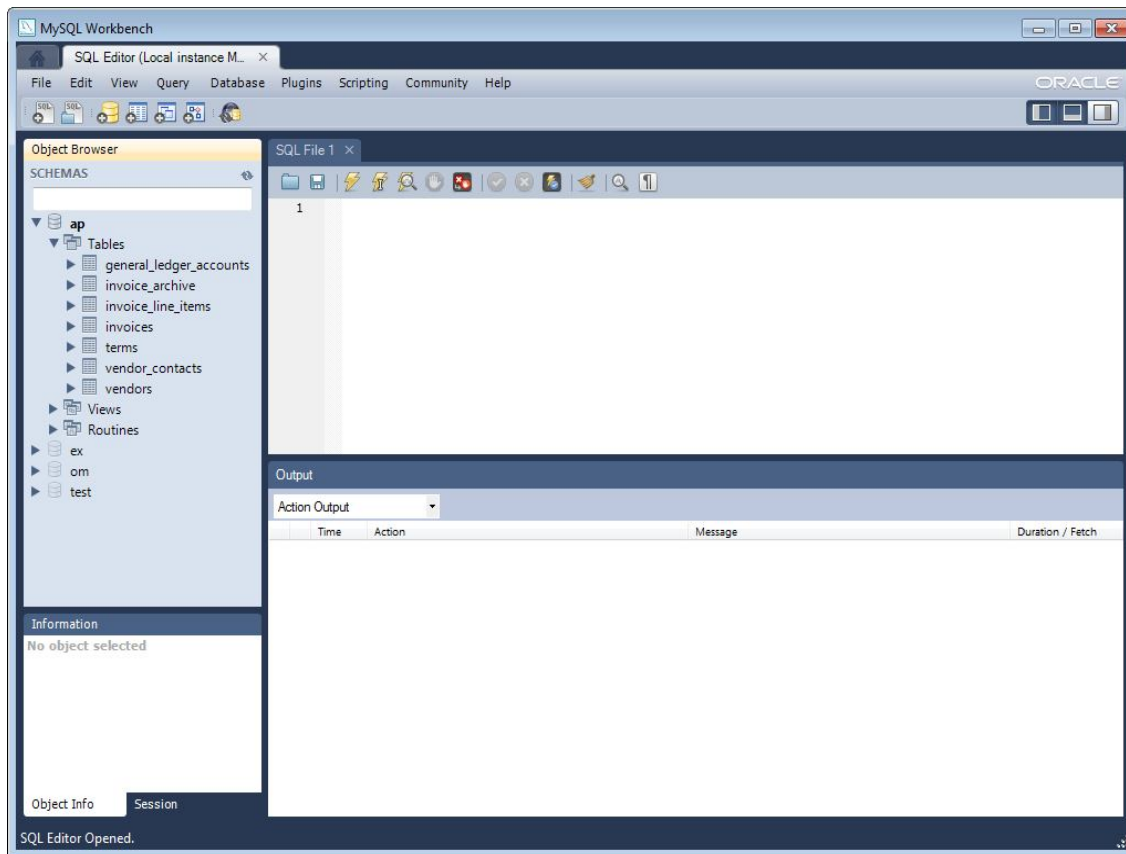 MySQL Workbench
SQL Editor (Local instance M...
File Edit View Query Database Plugins Scripting Community Help
ORACLE
SQL SQL
Object Browser
SCHEMAS
ap
Tables
general_ledger_accounts
invoice_archive
invoice_line_items
invoices
terms
vendor_contacts
vendors
Views
Routines
ex
om
test
SQL File 1
1
Output
Action Output
Time Action Message Duration / Fetch
Information
No object selected
Object Info Session
SQL Editor Opened.